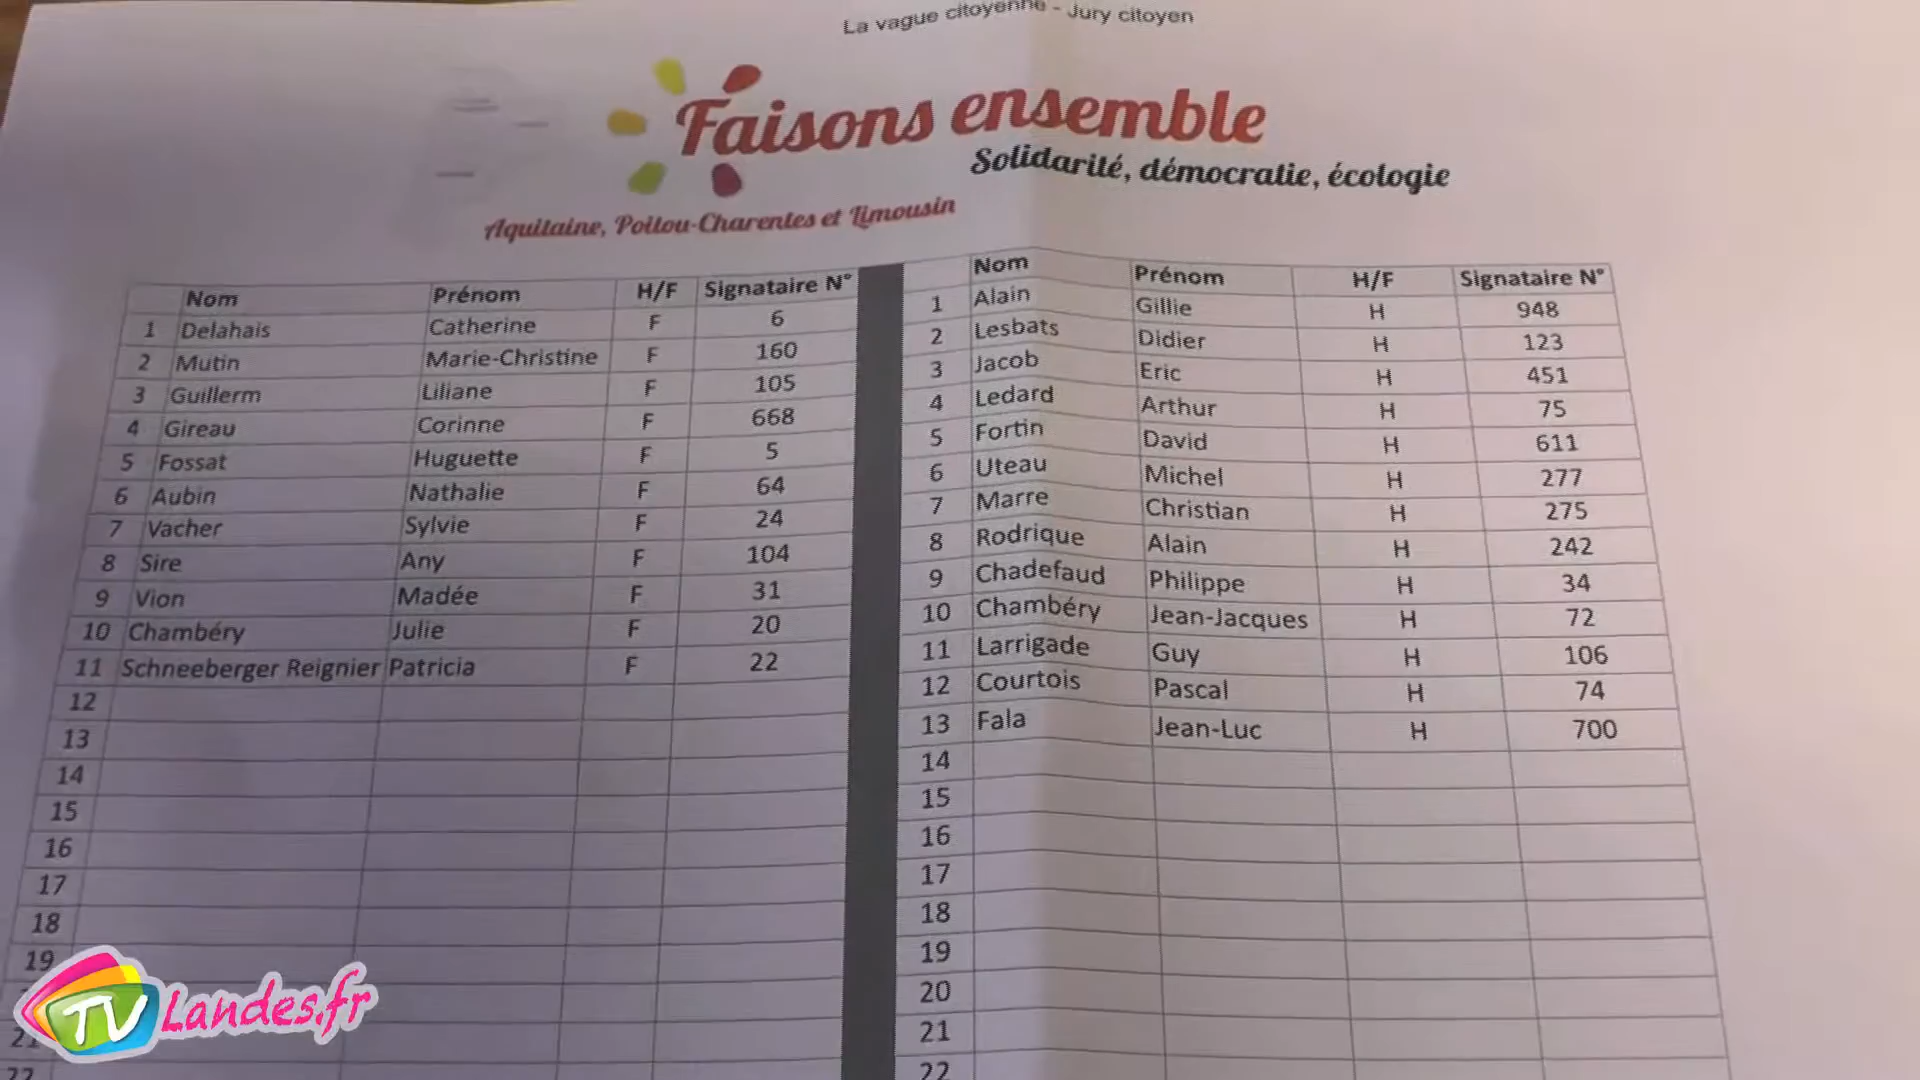 La vague citoyenne - Jury citoyen
Faisons ensemble
Solidarité, démocratie, écologie
Aquitaine, Poitou-Charentes et Limousin
Nom Prénom H/F Signataire N°
1 Delahais Catherine F 6
2 Mutin Marie-Christine F 160
3 Guillerm Liliane F 105
4 Gireau Corinne F 668
5 Fossat Huguette F 5
6 Aubin Nathalie F 64
7 Vacher Sylvie F 24
8 Sire Any F 104
9 Vion Madée F 31
10 Chambéry Julie F 20
11 Schneeberger Reignier Patricia F 22
12
13
14
15
16
17
18
19
21
22
Nom Prénom H/F Signataire N°
1 Alain Gillie H 948
2 Lesbats Didier H 123
3 Jacob Eric H 451
4 Ledard Arthur H 75
5 Fortin David H 611
6 Uteau Michel H 277
7 Marre Christian H 275
8 Rodrique Alain H 242
9 Chadefaud Philippe H 34
10 Chambéry Jean-Jacques H 72
11 Larrigade Guy H 106
12 Courtois Pascal H 74
13 Fala Jean-Luc H 700
14
15
16
17
18
19
20
21
22
TV Landes.fr